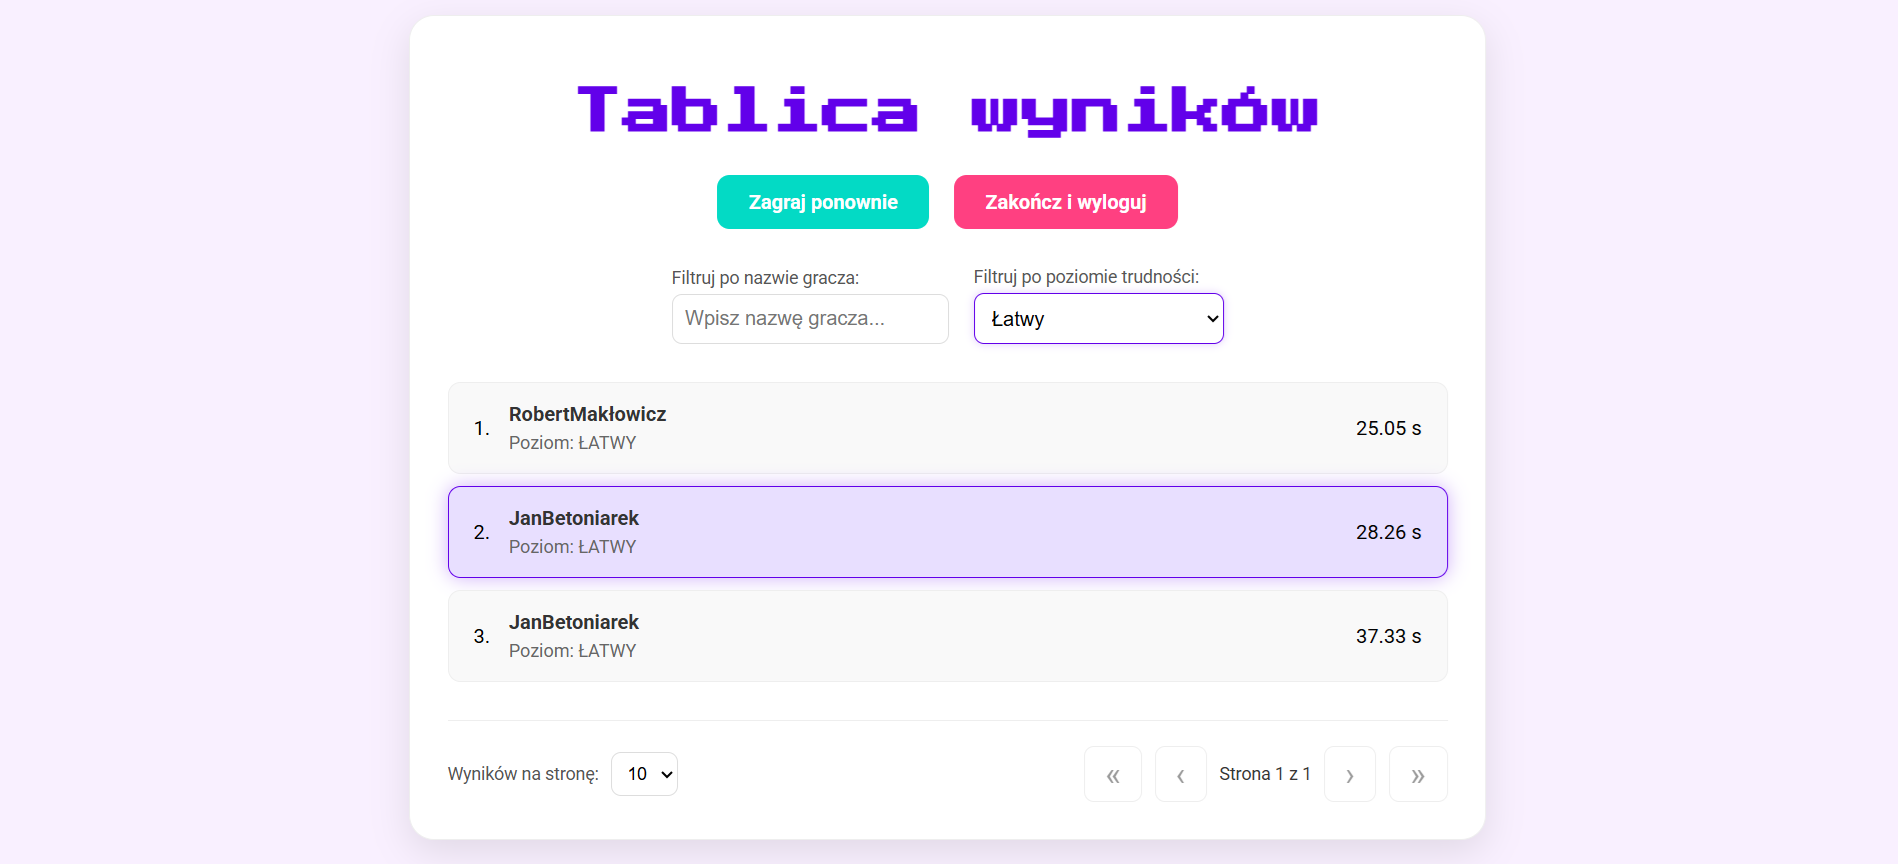 Tablica wyników
Zagraj ponownie
Zakończ i wyloguj
Filtruj po nazwie gracza:
Filtruj po poziomie trudności:
Wpisz nazwę gracza...
Łatwy
1.
RobertMakłowicz
Poziom: ŁATWY
25.05 s
2.
JanBetoniarek
Poziom: ŁATWY
28.26 s
3.
JanBetoniarek
Poziom: ŁATWY
37.33 s
Wyników na stronę:
10
« ‹ Strona 1 z 1 › »